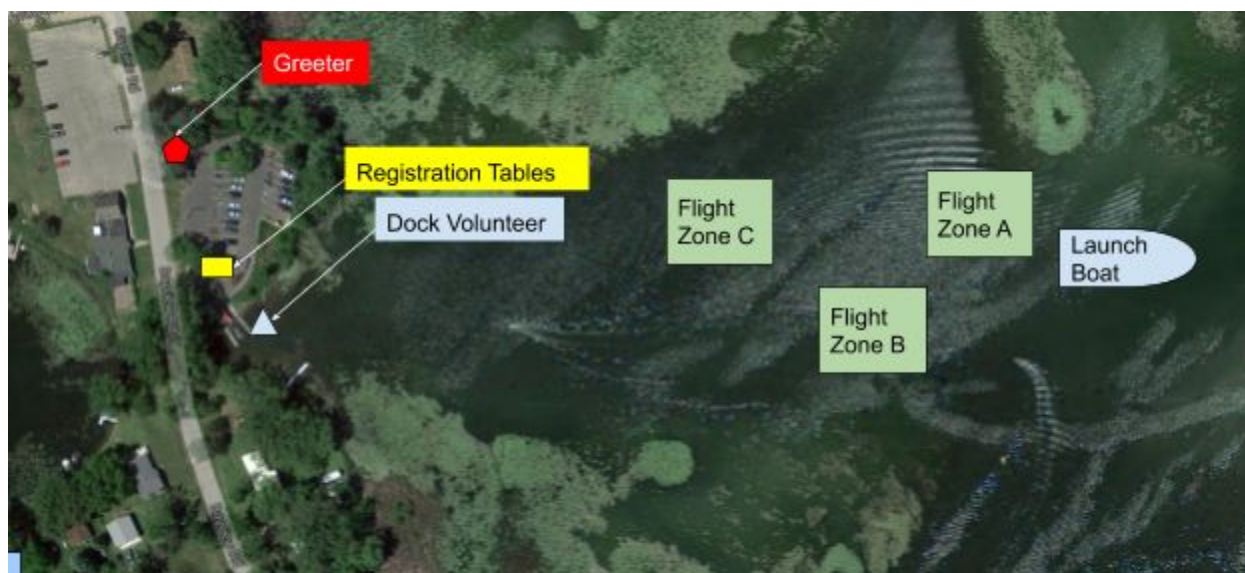 Greeter
Registration Tables
Dock Volunteer
Flight
Zone C
Flight
Zone A
Launch
Boat
Flight
Zone B